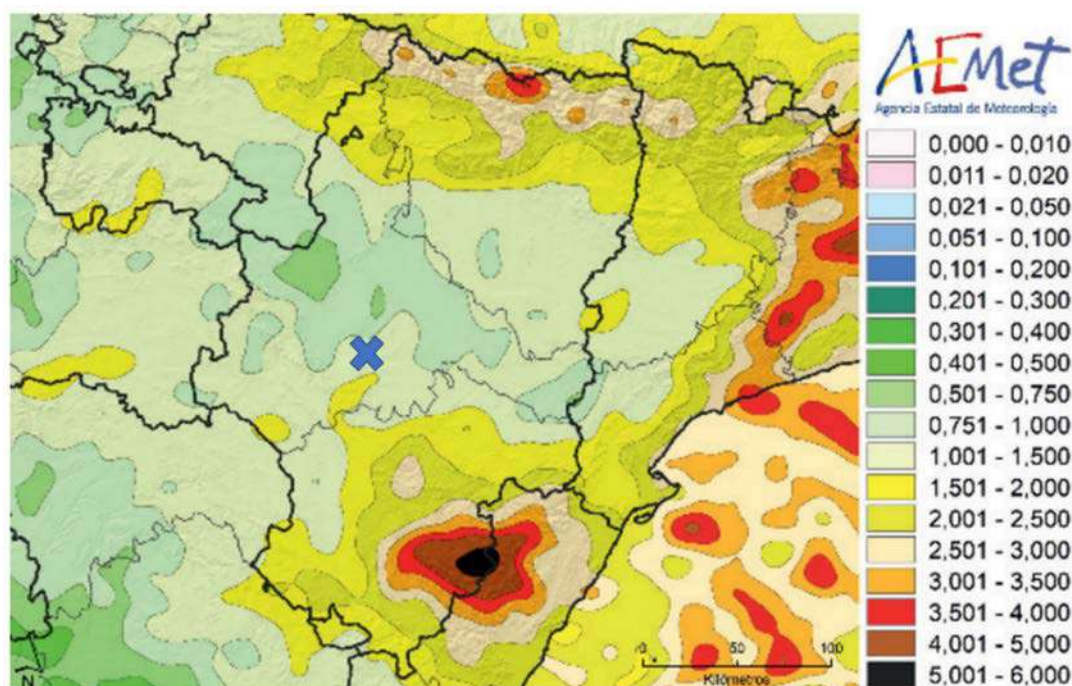 AEMet
Agencia Estatal de Meteorología
0,000 - 0,010
0,011 - 0,020
0,021 - 0,050
0,051 - 0,100
0,101 - 0,200
0,201 - 0,300
0,301 - 0,400
0,401 - 0,500
0,501 - 0,750
0,751 - 1,000
1,001 - 1,500
1,501 - 2,000
2,001 - 2,500
2,501 - 3,000
3,001 - 3,500
3,501 - 4,000
4,001 - 5,000
5,001 - 6,000
0 50 100
Kilómetros
N